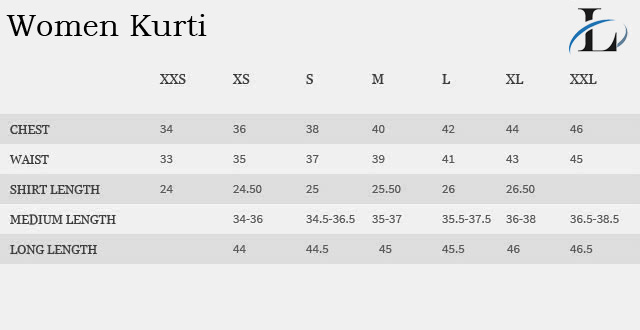 Women Kurti
L
XXS XS S M L XL XXL
CHEST 34 36 38 40 42 44 46
WAIST 33 35 37 39 41 43 45
SHIRT LENGTH 24 24.50 25 25.50 26 26.50
MEDIUM LENGTH 34-36 34.5-36.5 35-37 35.5-37.5 36-38 36.5-38.5
LONG LENGTH 44 44.5 45 45.5 46 46.5